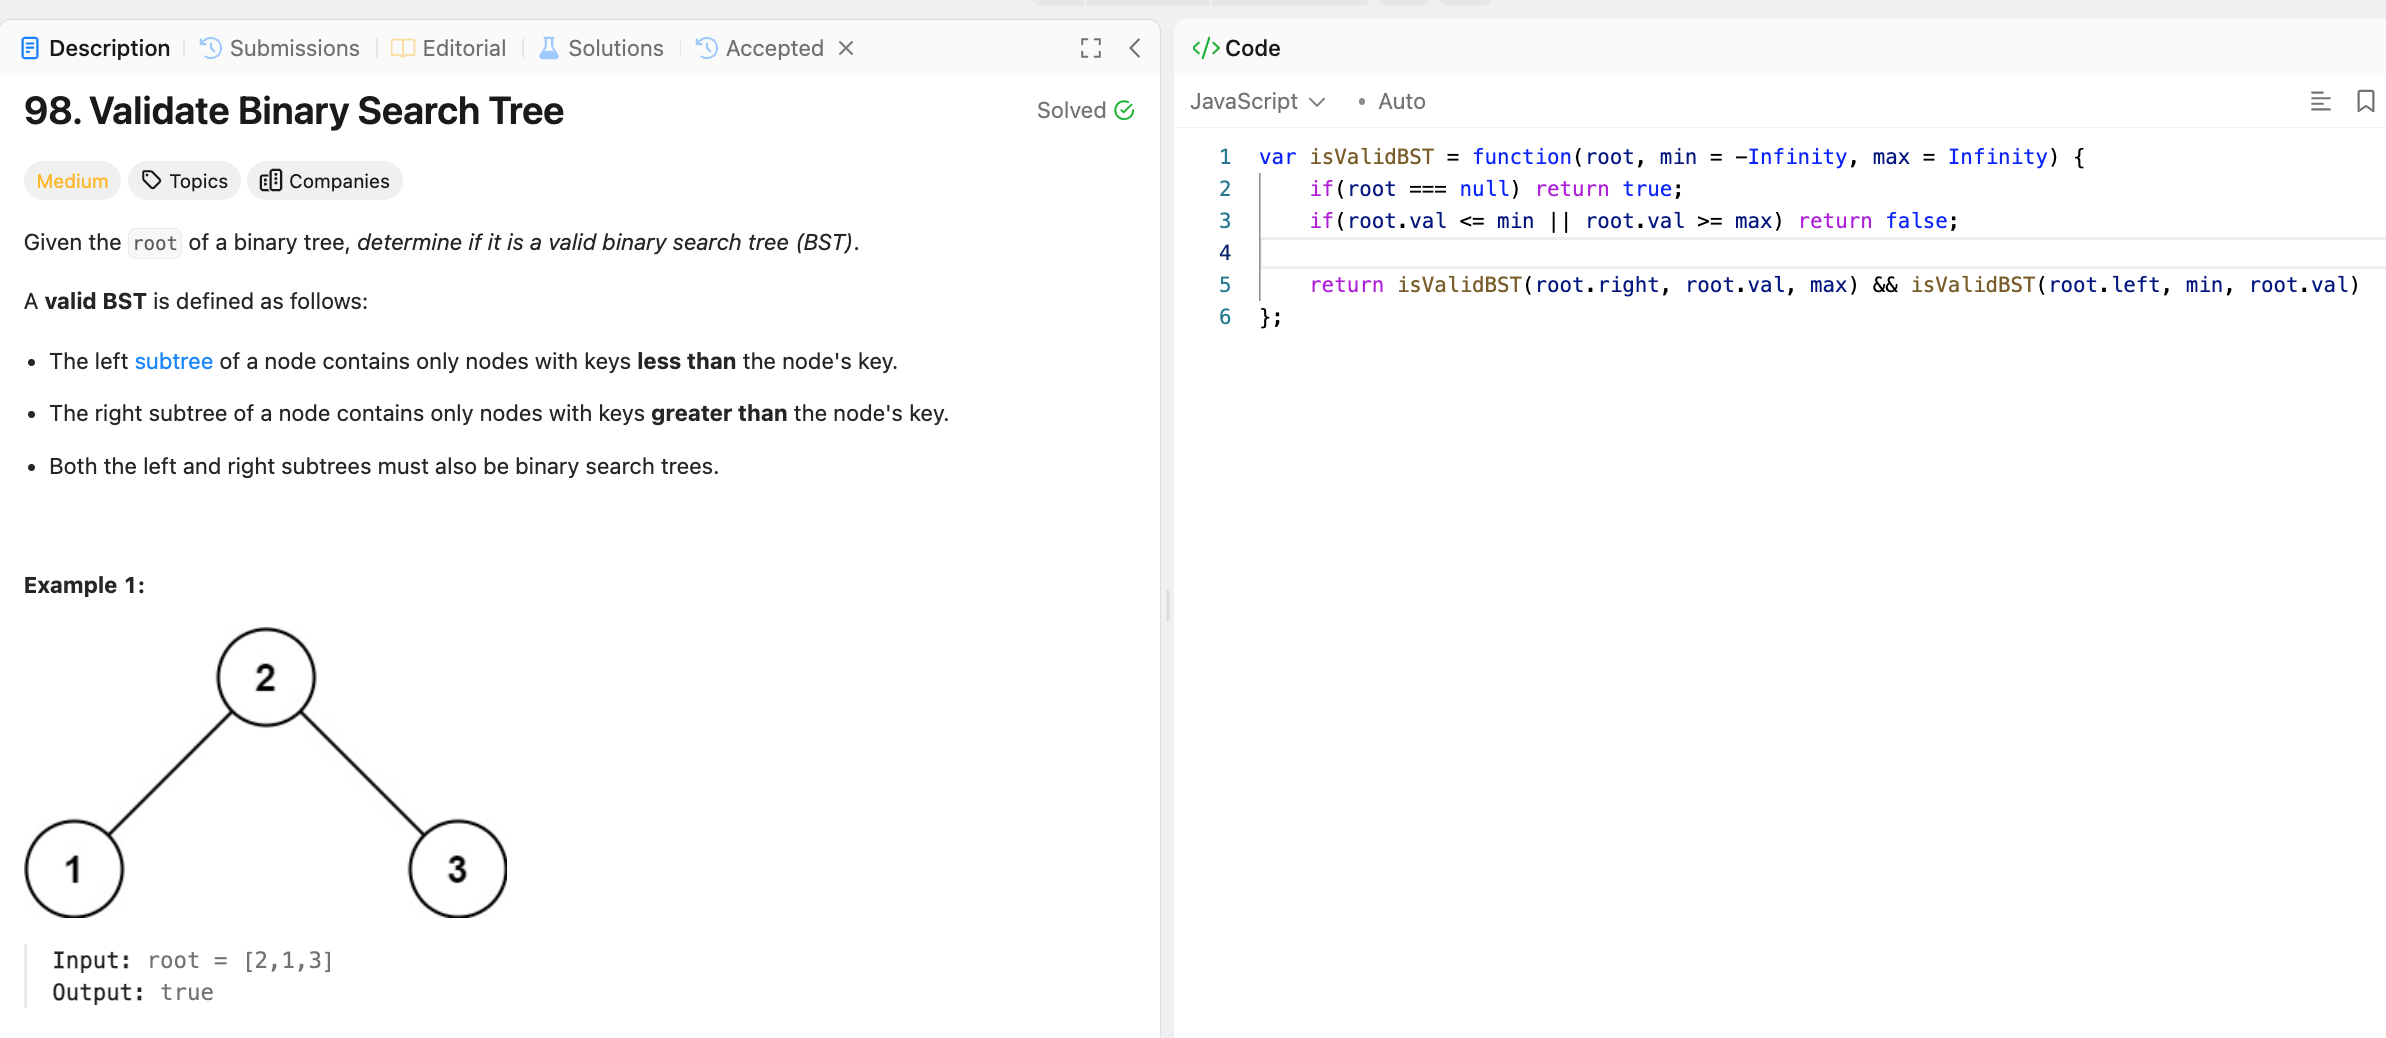 Description Submissions Editorial Solutions Accepted
98. Validate Binary Search Tree
Solved
Medium Topics Companies
Given the root of a binary tree, determine if it is a valid binary search tree (BST).
A valid BST is defined as follows:
• The left subtree of a node contains only nodes with keys less than the node's key.
• The right subtree of a node contains only nodes with keys greater than the node's key.
• Both the left and right subtrees must also be binary search trees.
Example 1:
2
1 3
Input: root = [2,1,3]
Output: true
</> Code
JavaScript • Auto
1 var isValidBST = function(root, min = -Infinity, max = Infinity) {
2     if(root === null) return true;
3     if(root.val <= min || root.val >= max) return false;
4
5     return isValidBST(root.right, root.val, max) && isValidBST(root.left, min, root.val)
6 };